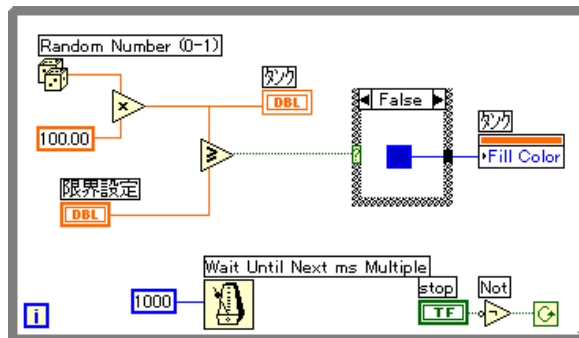 Random Number (0-1)
×
100.00
タンク
DBL
≥
限界設定
DBL
False
?
タンク
Fill Color
Wait Until Next ms Multiple
1000
stop
TF
Not
i